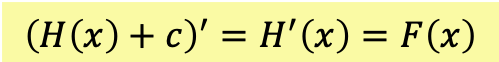 (H(x) + c)′ = H′(x) = F(x)